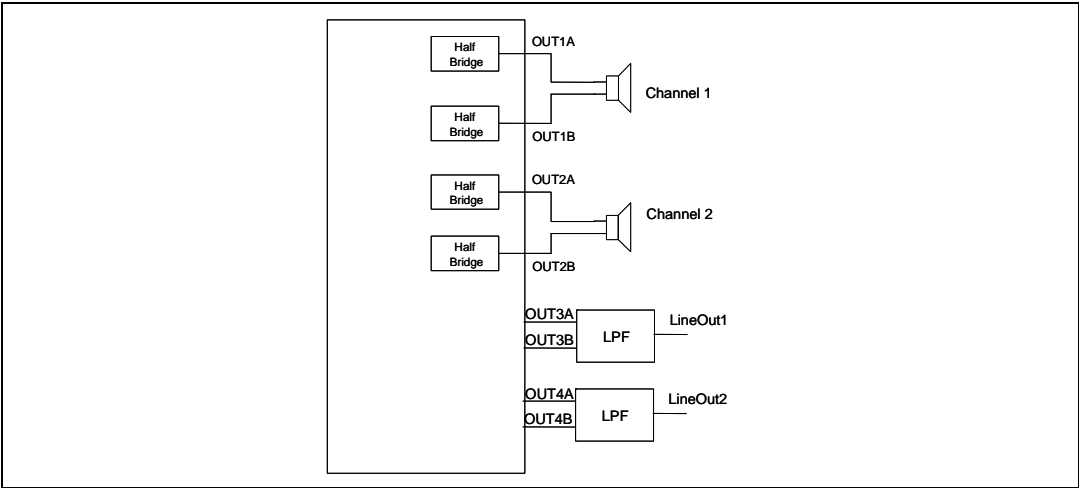 Half
Bridge
OUT1A
Channel 1
Half
Bridge
OUT1B
Half
Bridge
OUT2A
Channel 2
Half
Bridge
OUT2B
OUT3A
OUT3B
LPF
LineOut1
OUT4A
OUT4B
LPF
LineOut2